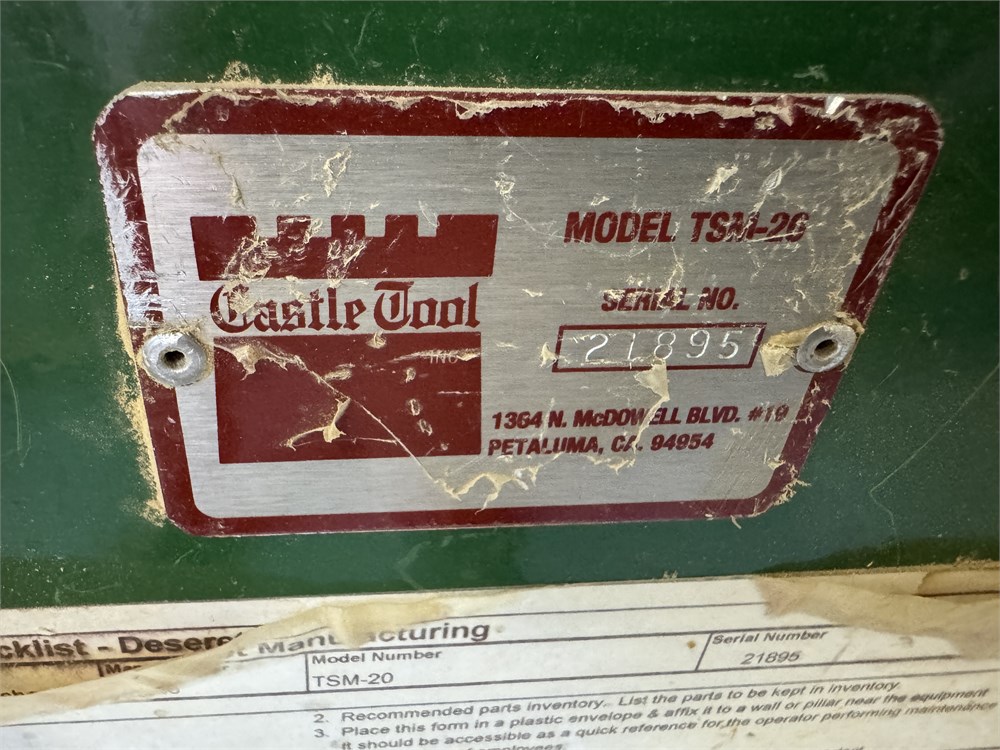 MODEL TSM-20
SERIAL NO.
21895
Castle Tool
INC
1364 N. McDOWELL BLVD. #19
PETALUMA, CA. 94954
cklist - Deseret Manufacturing
Model Number
TSM-20
Serial Number
21895
2. Recommended parts inventory. List the parts to be kept in inventory.
3. Place this form in a plastic envelope & affix it to a wall or pillar near the equipment
It should be accessible as a quick reference for the operator performing maintenance
employees.